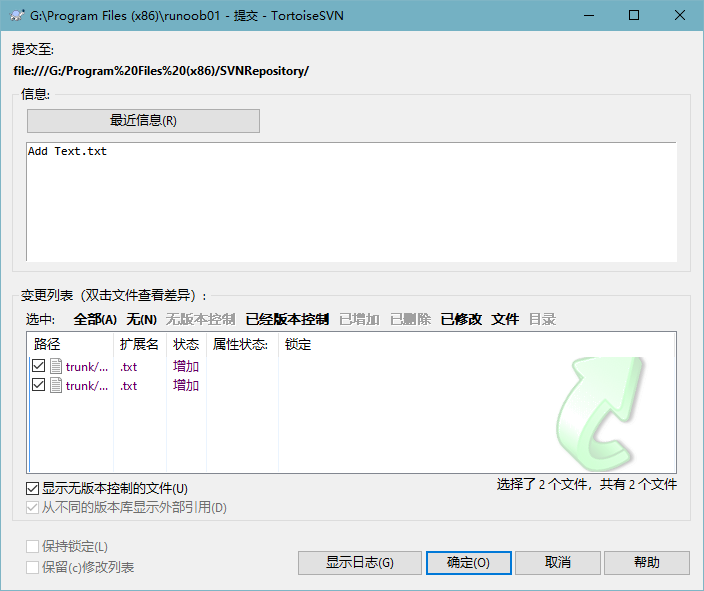 G:\Program Files (x86)\runoob01 - 提交 - TortoiseSVN
提交至:
file:///G:/Program%20Files%20(x86)/SVNRepository/
信息:
最近信息(R)
Add Text.txt
变更列表（双击文件查看差异）:
选中: 全部(A) 无(N) 无版本控制 已经版本控制 已增加 已删除 已修改 文件 目录
路径 扩展名 状态 属性状态: 锁定
trunk/... .txt 增加
trunk/... .txt 增加
显示无版本控制的文件(U)
选择了 2 个文件，共有 2 个文件
从不同的版本库显示外部引用(D)
保持锁定(L)
保留(c)修改列表
显示日志(G) 确定(O) 取消 帮助